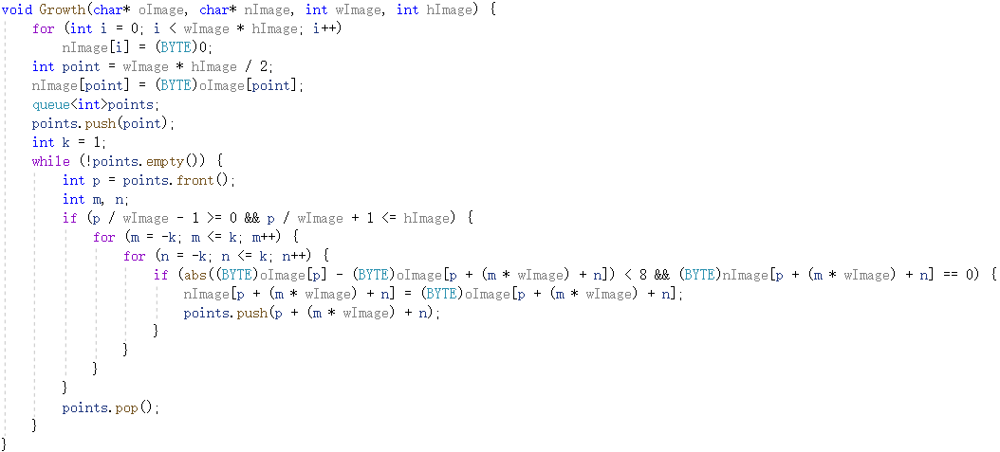 void Growth(char* oImage, char* nImage, int wImage, int hImage) {
    for (int i = 0; i < wImage * hImage; i++)
        nImage[i] = (BYTE)0;
    int point = wImage * hImage / 2;
    nImage[point] = (BYTE)oImage[point];
    queue<int>points;
    points.push(point);
    int k = 1;
    while (!points.empty()) {
        int p = points.front();
        int m, n;
        if (p / wImage - 1 >= 0 && p / wImage + 1 <= hImage) {
            for (m = -k; m <= k; m++) {
                for (n = -k; n <= k; n++) {
                    if (abs((BYTE)oImage[p] - (BYTE)oImage[p + (m * wImage) + n]) < 8 && (BYTE)nImage[p + (m * wImage) + n] == 0) {
                        nImage[p + (m * wImage) + n] = (BYTE)oImage[p + (m * wImage) + n];
                        points.push(p + (m * wImage) + n);
                    }
                }
            }
        }
        points.pop();
    }
}